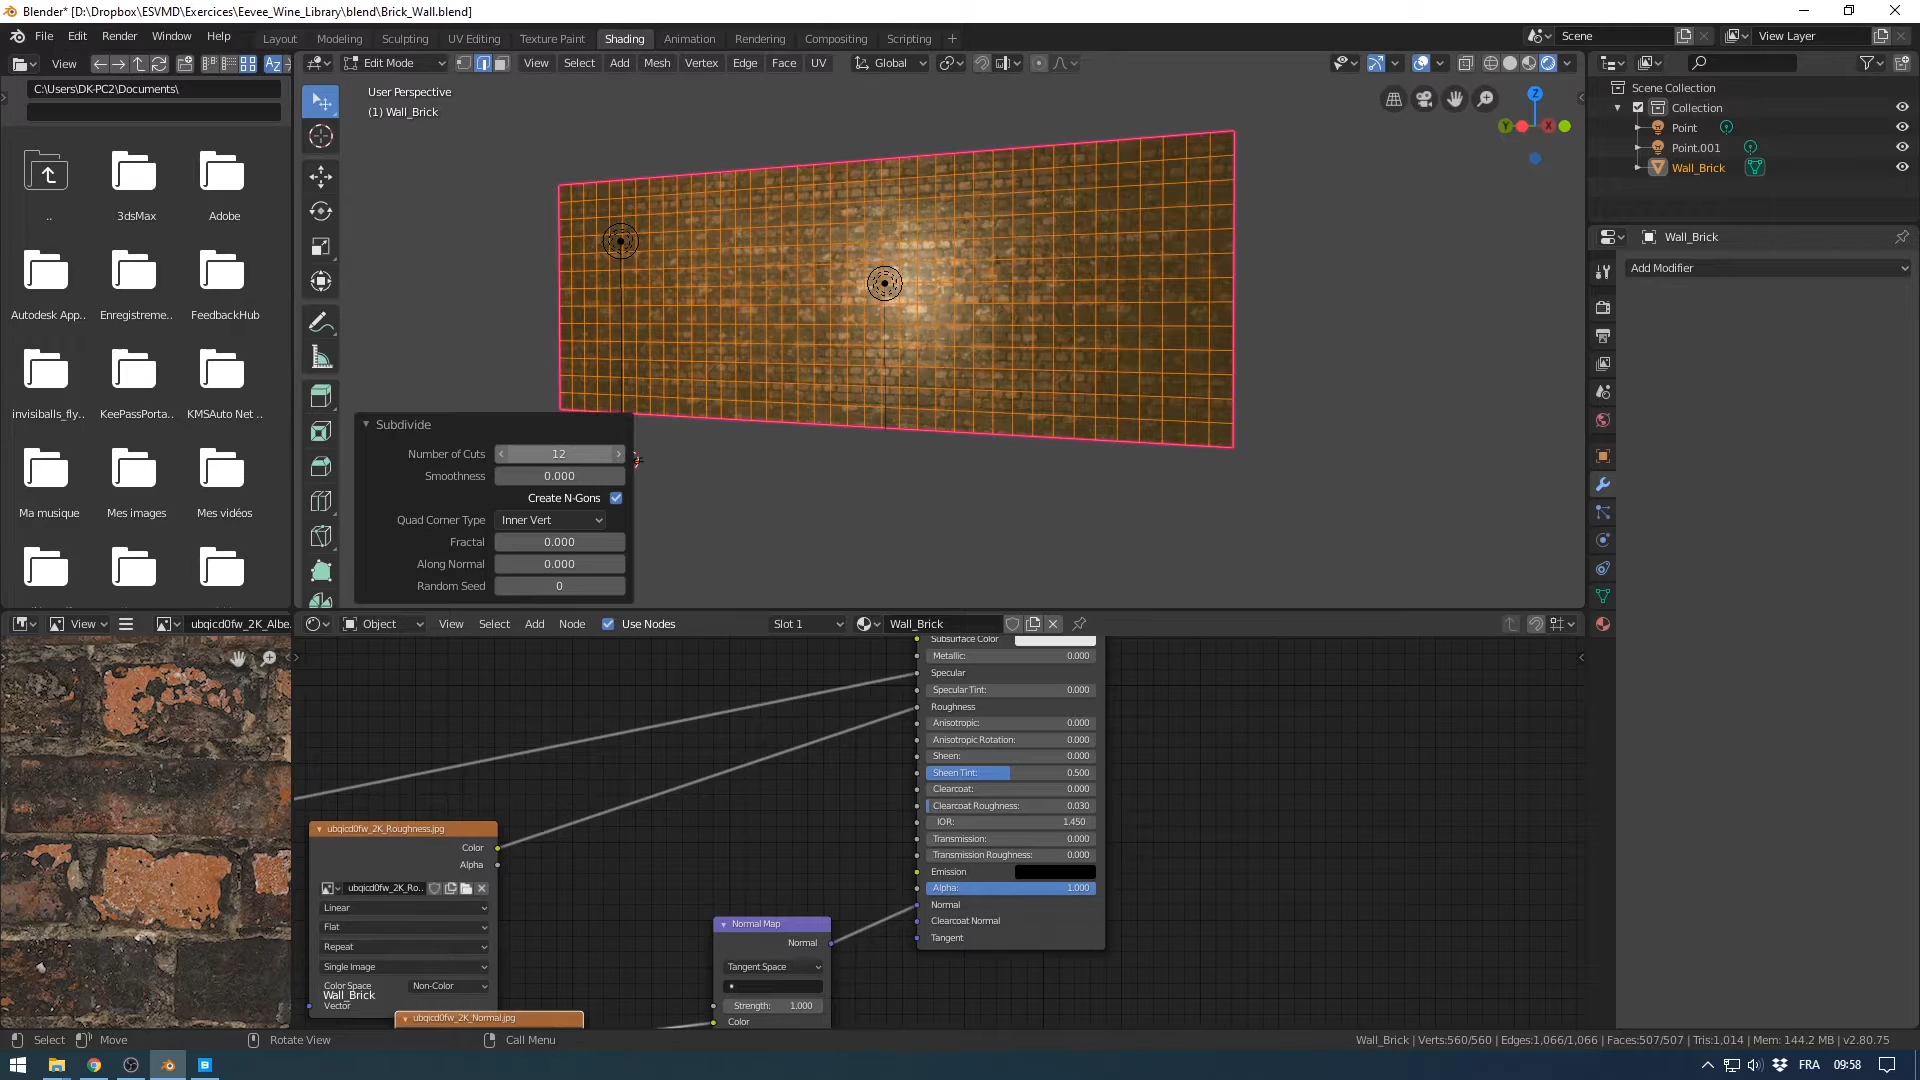 Blender* [D:\Dropbox\ESVMD\Exercices\Eevee_Wine_Library\blend\Brick_Wall.blend]
File Edit Render Window Help
Layout Modeling Sculpting UV Editing Texture Paint Shading Animation Rendering Compositing Scripting +
Scene
View Layer
View
Edit Mode
View Select Add Mesh Vertex Edge Face UV
Global
C:\Users\DK-PC2\Documents\
..
3dsMax
Adobe
Autodesk App..
Enregistreme..
FeedbackHub
invisiballs_fly..
KeePassPorta..
KMSAuto Net ..
Ma musique
Mes images
Mes vidéos
User Perspective
(1) Wall_Brick
Z
Y
X
Subdivide
Number of Cuts 12
Smoothness 0.000
Create N-Gons
Quad Corner Type Inner Vert
Fractal 0.000
Along Normal 0.000
Random Seed 0
Scene Collection
Collection
Point
Point.001
Wall_Brick
Wall_Brick
Add Modifier
View
ubqicd0fw_2K_Albe.
Object
View Select Add Node Use Nodes
Slot 1
Wall_Brick
Subsurface Color
Metallic: 0.000
Specular
Specular Tint: 0.000
Roughness
Anisotropic: 0.000
Anisotropic Rotation: 0.000
Sheen: 0.000
Sheen Tint: 0.500
Clearcoat: 0.000
Clearcoat Roughness: 0.030
IOR: 1.450
Transmission: 0.000
Transmission Roughness: 0.000
Emission
Alpha: 1.000
Normal
Clearcoat Normal
Tangent
ubqicd0fw_2K_Roughness.jpg
Color
Alpha
ubqicd0fw_2K_Ro..
Linear
Flat
Repeat
Single Image
Color Space Non-Color
Wall_Brick
Vector
ubqicd0fw_2K_Normal.jpg
Normal Map
Normal
Tangent Space
Strength: 1.000
Color
Select
Move
Rotate View
Call Menu
Wall_Brick | Verts:560/560 | Edges:1,066/1,066 | Faces:507/507 | Tris:1,014 | Mem: 144.2 MB | v2.80.75
FRA
09:58